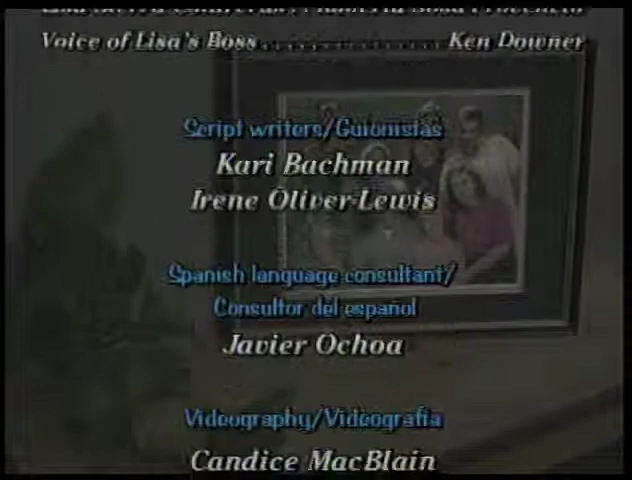 Voice of Lisa's Boss..........................Ken Downer
Script writers/Guionistas
Kari Bachman
Irene Oliver-Lewis
Spanish language consultant/
Consultor del español
Javier Ochoa
Videography/Videografía
Candice MacBlain